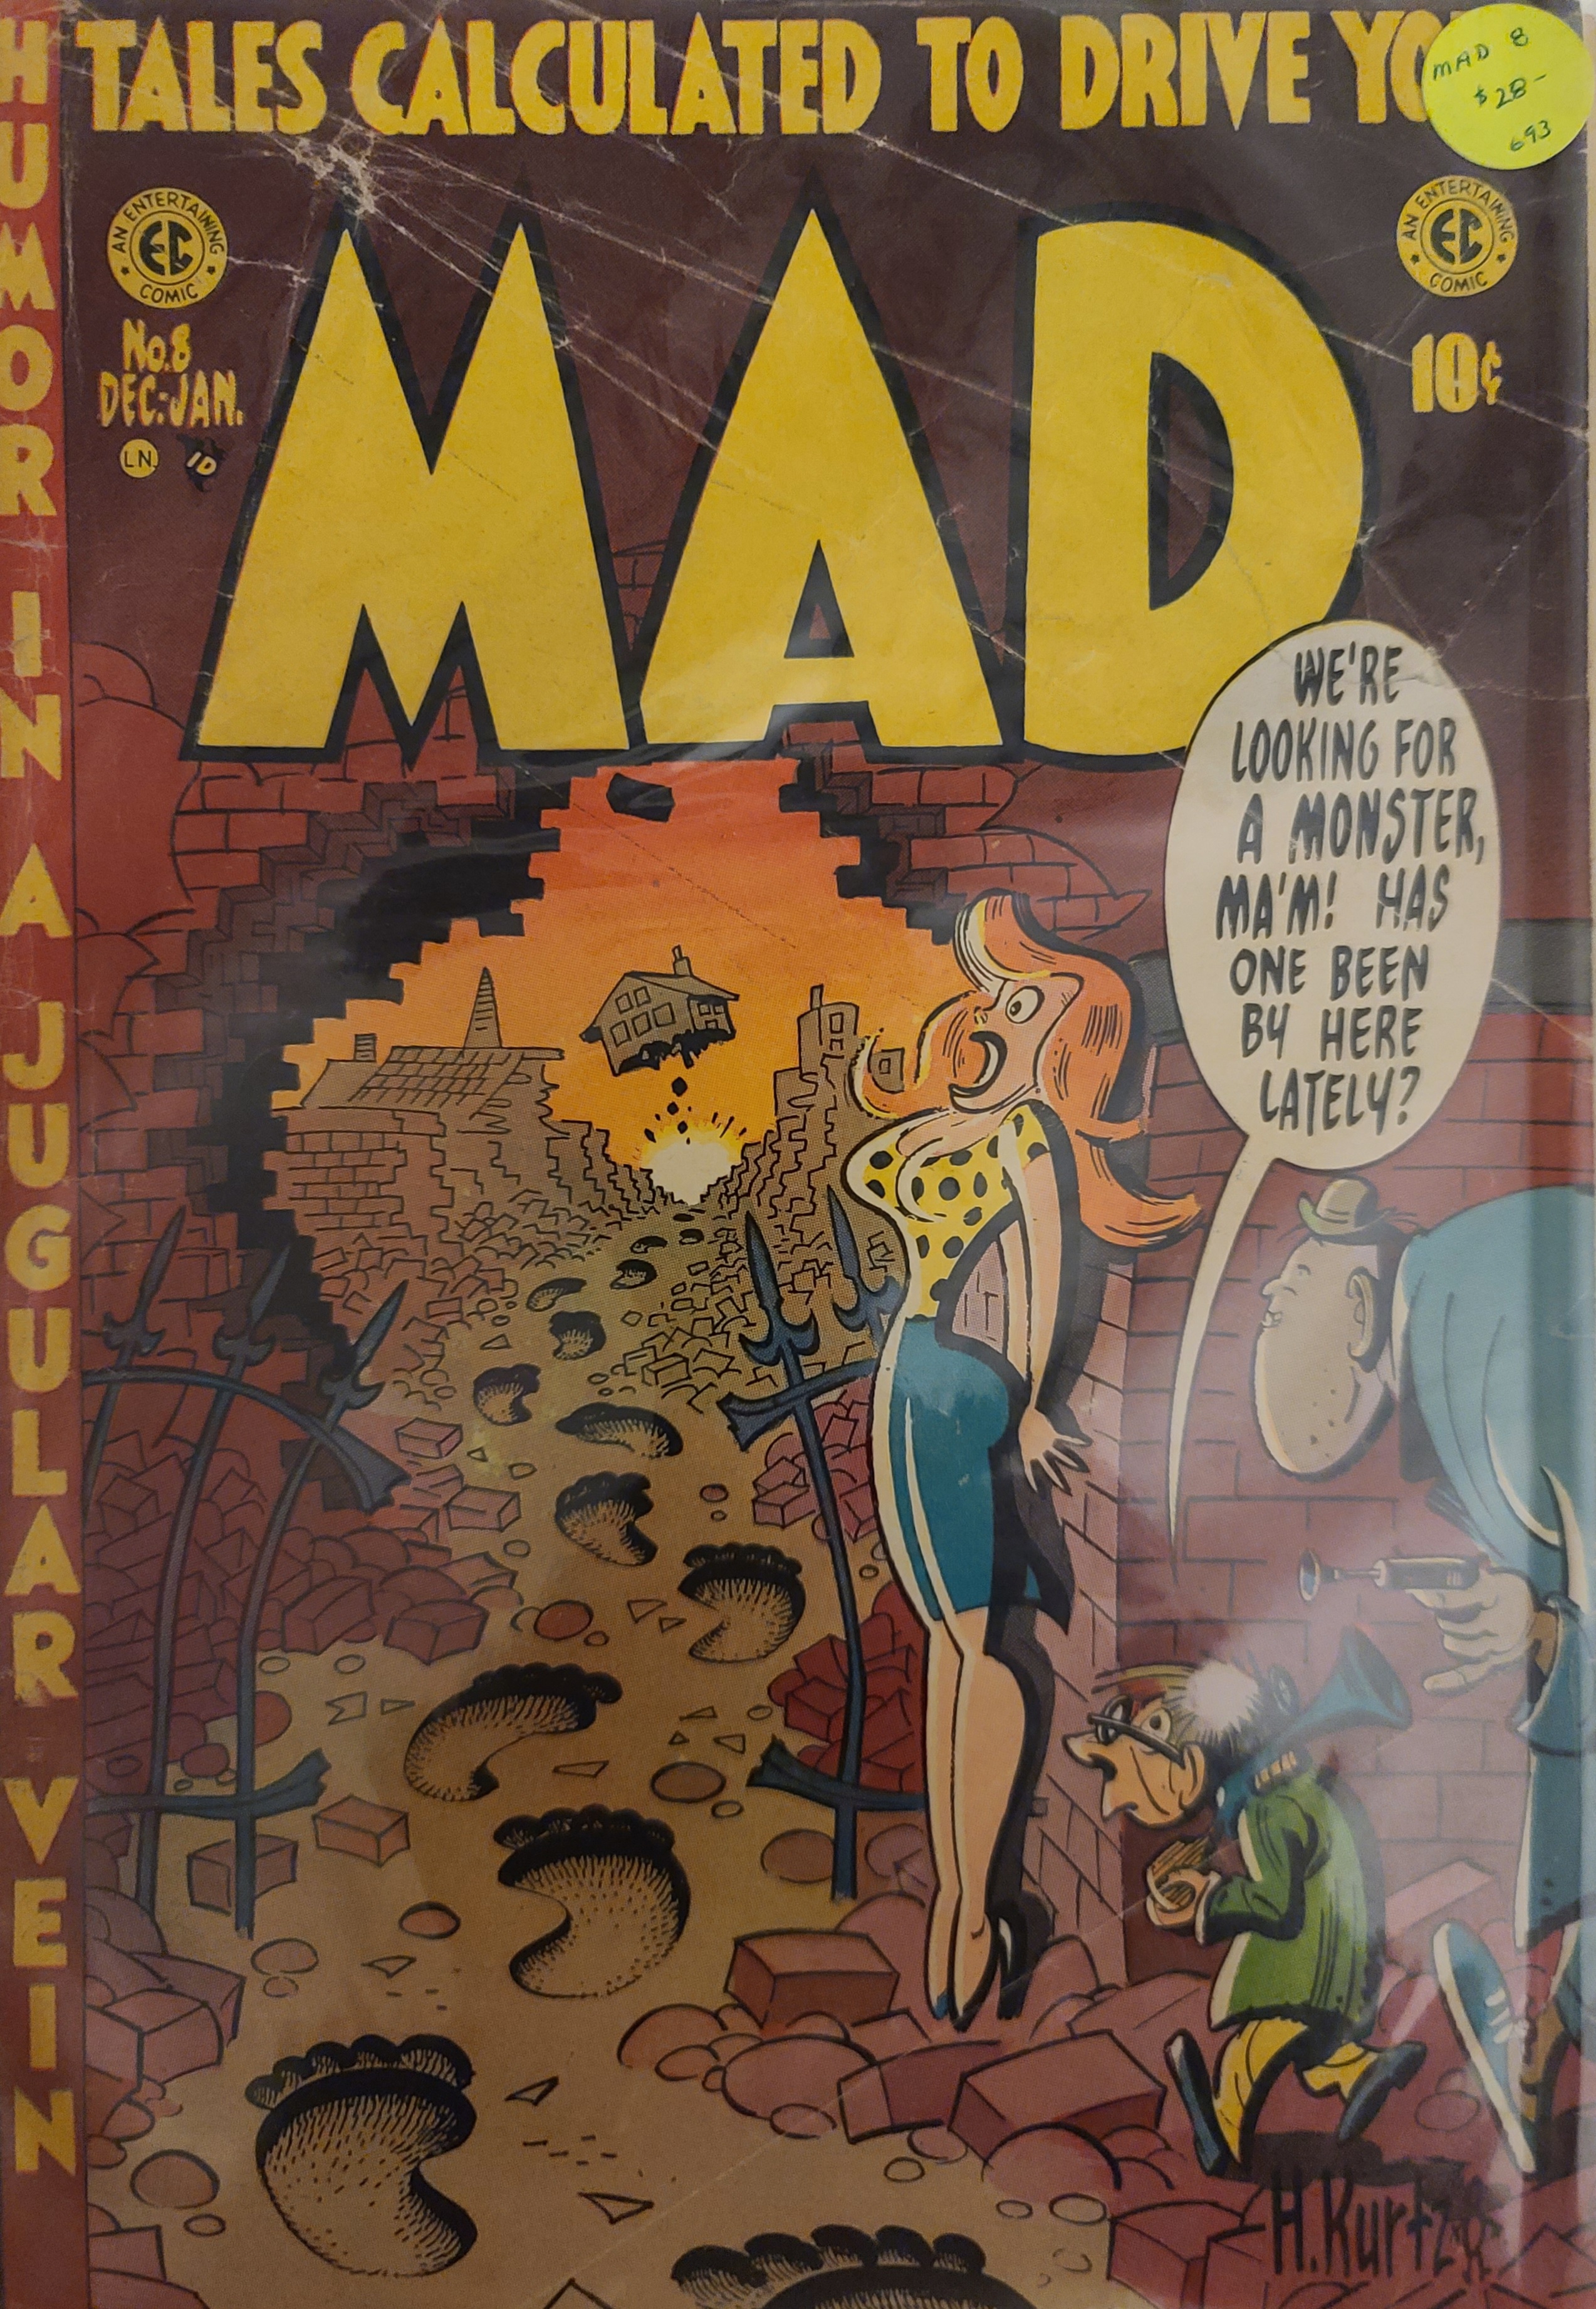 TALES CALCULATED TO DRIVE YO
MAD 8
$28-
693
HUMOR IN A JUGULAR VEIN
AN ENTERTAINING
EC
COMIC
No.8
DEC.-JAN.
L.N.
ID
MAD
AN ENTERTAINING
EC
COMIC
10¢
WE'RE
LOOKING FOR
A MONSTER,
MA'M! HAS
ONE BEEN
BY HERE
LATELY?
H. Kurtz